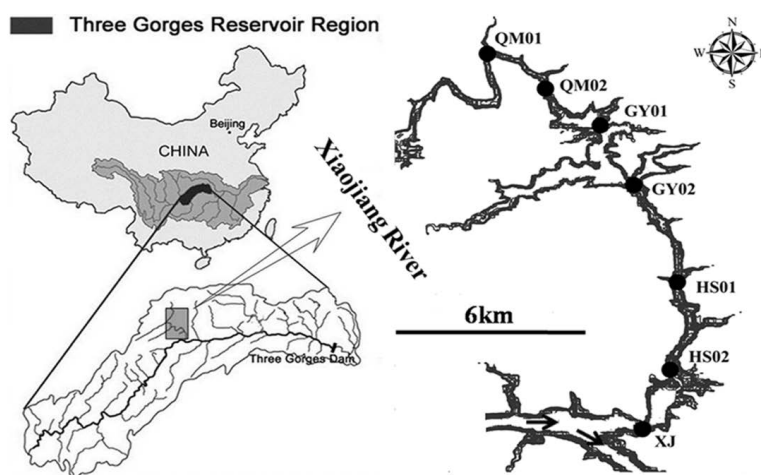 Three Gorges Reservoir Region
Beijing
CHINA
Three Gorges Dam
Xiaojiang River
6km
N
W
E
S
QM01
QM02
GY01
GY02
HS01
HS02
XJ